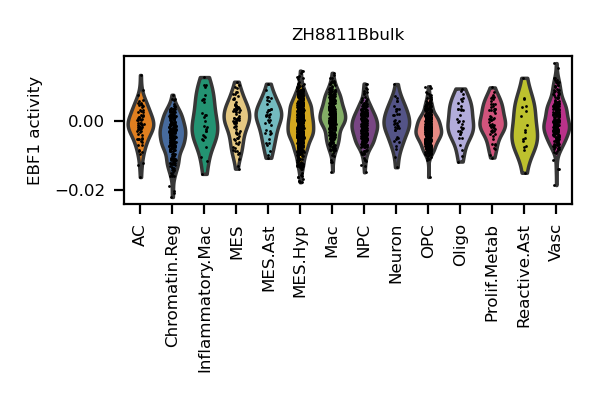 ZH8811Bbulk
EBF1 activity
0.00
−0.02
AC
Chromatin.Reg
Inflammatory.Mac
MES
MES.Ast
MES.Hyp
Mac
NPC
Neuron
OPC
Oligo
Prolif.Metab
Reactive.Ast
Vasc